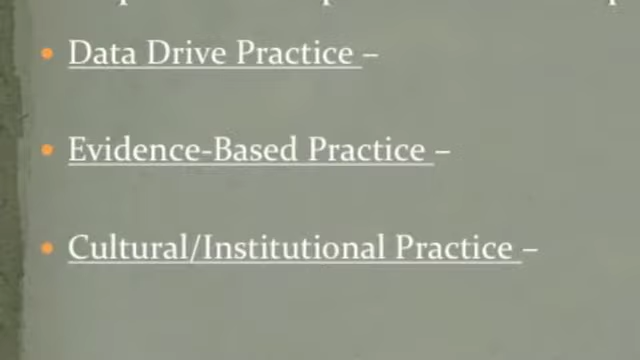 • Data Drive Practice –
• Evidence-Based Practice –
• Cultural/Institutional Practice –